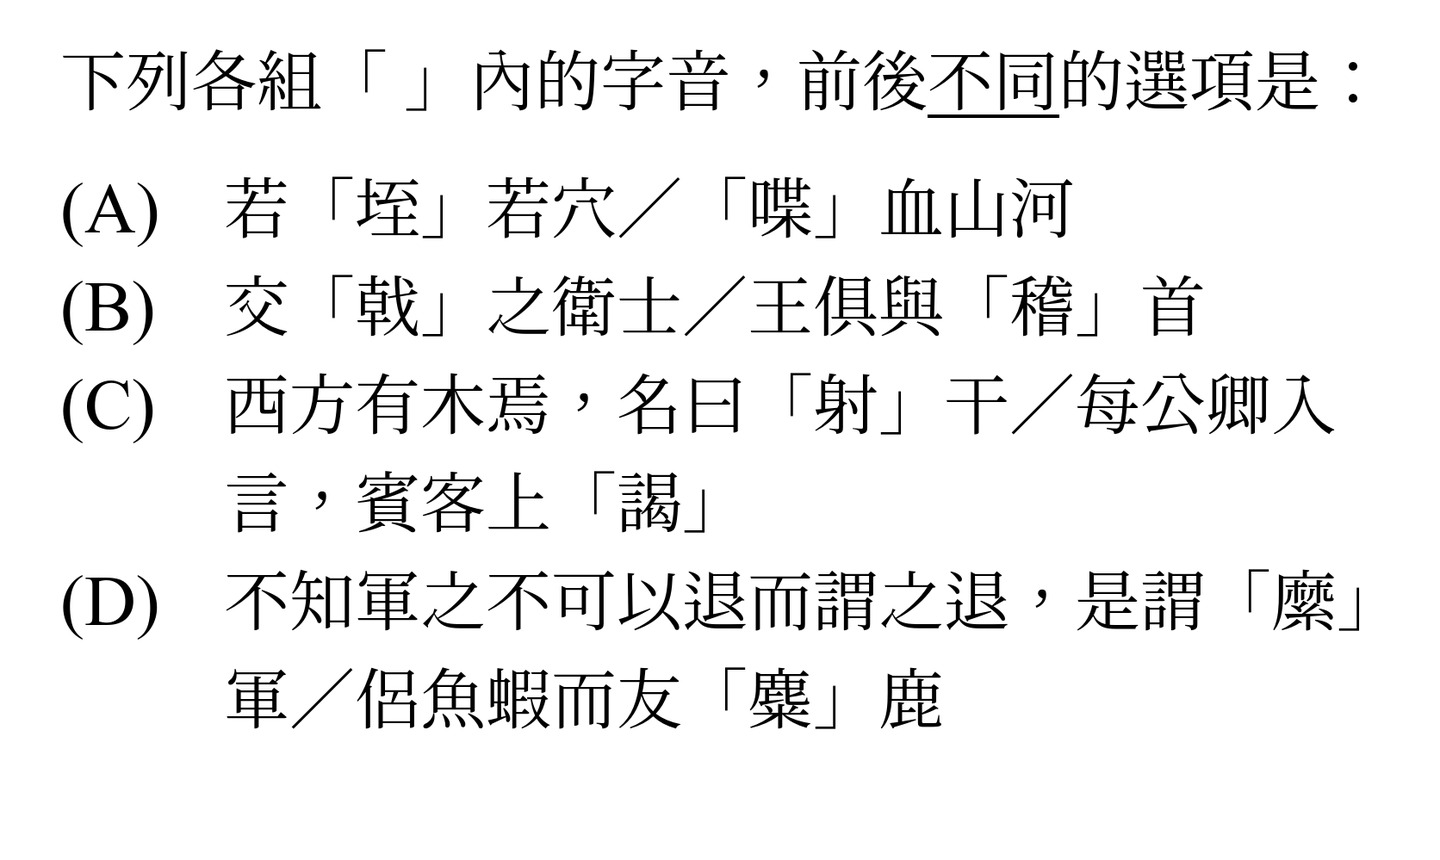 下列各組「 」內的字音，前後不同的選項是：
(A) 若「垤」若穴／「喋」血山河
(B) 交「戟」之衛士／王俱與「稽」首
(C) 西方有木焉，名曰「射」干／每公卿入
言，賓客上「謁」
(D) 不知軍之不可以退而謂之退，是謂「縻」
軍／侶魚蝦而友「麋」鹿